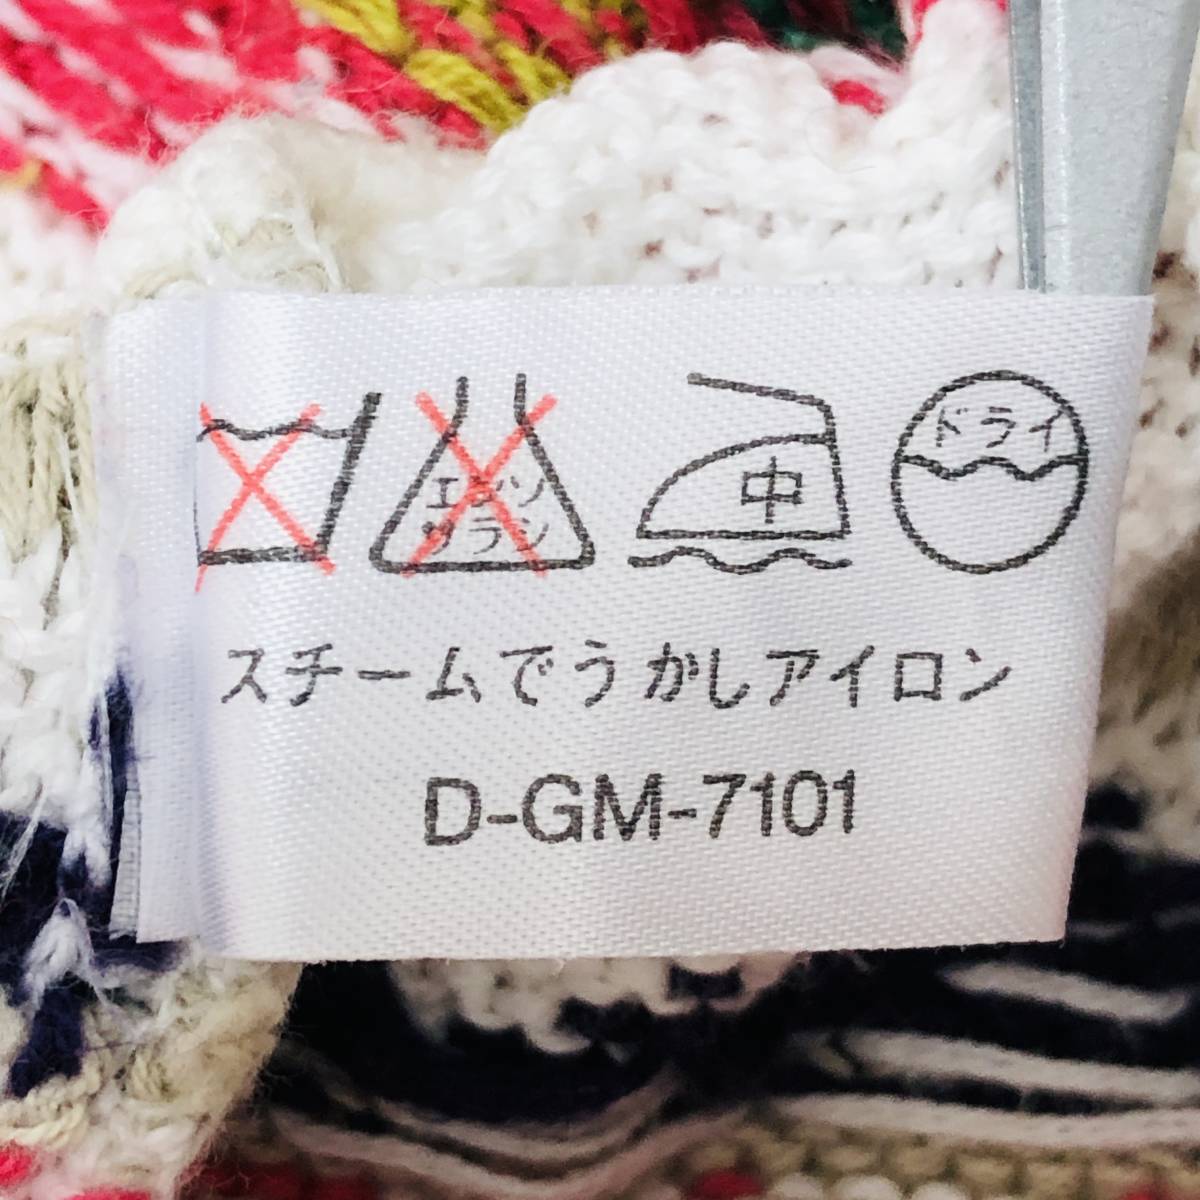 エンソ
サラシ
中
ドライ
スチームでうかしアイロン
D-GM-7101